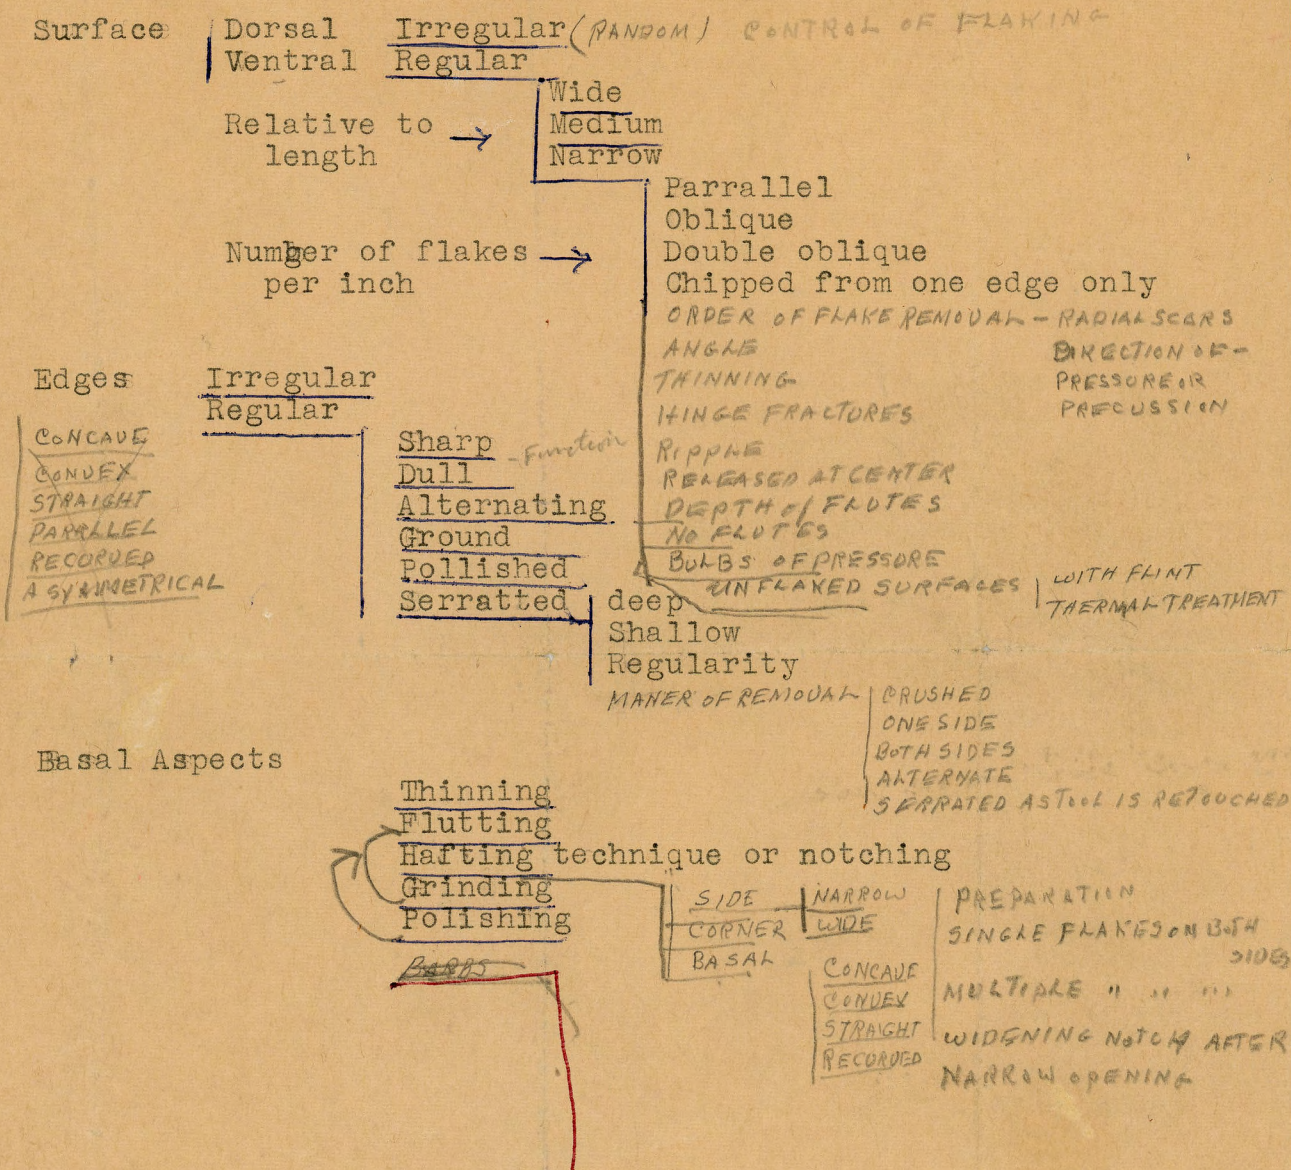 Surface Dorsal Irregular (RANDOM) CONTROL OF FLAKING
Ventral Regular
Wide
Relative to Medium
length Narrow
Parrallel
Oblique
Number of flakes Double oblique
per inch Chipped from one edge only
ORDER OF FLAKE REMOVAL - RADIAL SCARS
ANGLE DIRECTION OF -
Edges Irregular THINNING PRESSURE OR
Regular HINGE FRACTURES PRECUSSION
CONCAVE Sharp - Function RIPPLE
CONVEX Dull RELEASED AT CENTER
STRAIGHT Alternating DEPTH of FLUTES
PARRLLEL Ground NO FLUTES
RECORVED Pollished BULBS OF PRESSURE
ASYMMETRICAL Serratted deep UNFLAKED SURFACES WITH FLINT
THERMAL TREATMENT
Shallow
Regularity
MANER OF REMOVAL CRUSHED
ONE SIDE
BOTH SIDES
ALTERNATE
SERRATED AS TOOL IS RETOUCHED
Basal Aspects
Thinning
Flutting
Hafting technique or notching
Grinding SIDE NARROW PREPARATION
Polishing CORNER WIDE SINGLE FLAKES ON BOTH
SIDES
BARBS BASAL CONCAVE
CONVEX MULTIPLE " " "
STRAIGHT WIDENING NOTCH AFTER
RECURVED NARROW OPENING